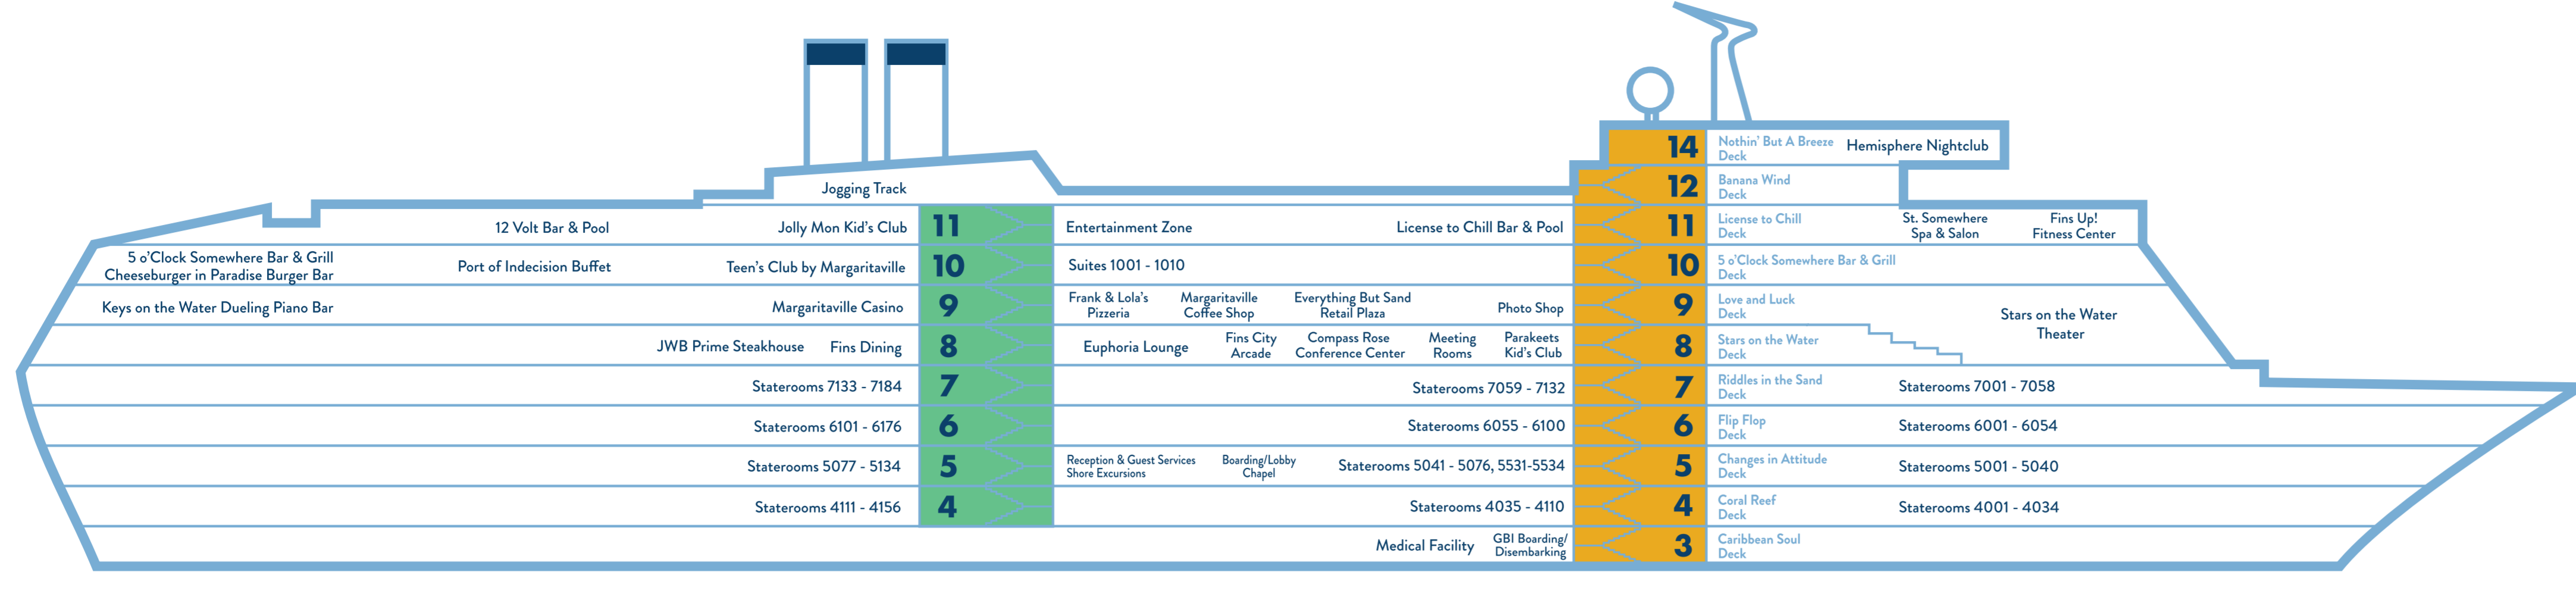 14
Nothin' But A Breeze
Deck
Hemisphere Nightclub
Jogging Track
12
Banana Wind
Deck
12 Volt Bar & Pool
Jolly Mon Kid's Club
11
Entertainment Zone
License to Chill Bar & Pool
11
License to Chill
Deck
St. Somewhere
Spa & Salon
Fins Up!
Fitness Center
5 o'Clock Somewhere Bar & Grill
Cheeseburger in Paradise Burger Bar
Port of Indecision Buffet
Teen's Club by Margaritaville
10
Suites 1001 - 1010
10
5 o'Clock Somewhere Bar & Grill
Deck
Keys on the Water Dueling Piano Bar
Margaritaville Casino
9
Frank & Lola's
Pizzeria
Margaritaville
Coffee Shop
Everything But Sand
Retail Plaza
Photo Shop
9
Love and Luck
Deck
Stars on the Water
Theater
JWB Prime Steakhouse
Fins Dining
8
Euphoria Lounge
Fins City
Arcade
Compass Rose
Conference Center
Meeting
Rooms
Parakeets
Kid's Club
8
Stars on the Water
Deck
Staterooms 7133 - 7184
7
Staterooms 7059 - 7132
7
Riddles in the Sand
Deck
Staterooms 7001 - 7058
Staterooms 6101 - 6176
6
Staterooms 6055 - 6100
6
Flip Flop
Deck
Staterooms 6001 - 6054
Staterooms 5077 - 5134
5
Reception & Guest Services
Shore Excursions
Boarding/Lobby
Chapel
Staterooms 5041 - 5076, 5531-5534
5
Changes in Attitude
Deck
Staterooms 5001 - 5040
Staterooms 4111 - 4156
4
Staterooms 4035 - 4110
4
Coral Reef
Deck
Staterooms 4001 - 4034
Medical Facility
GBI Boarding/
Disembarking
3
Caribbean Soul
Deck